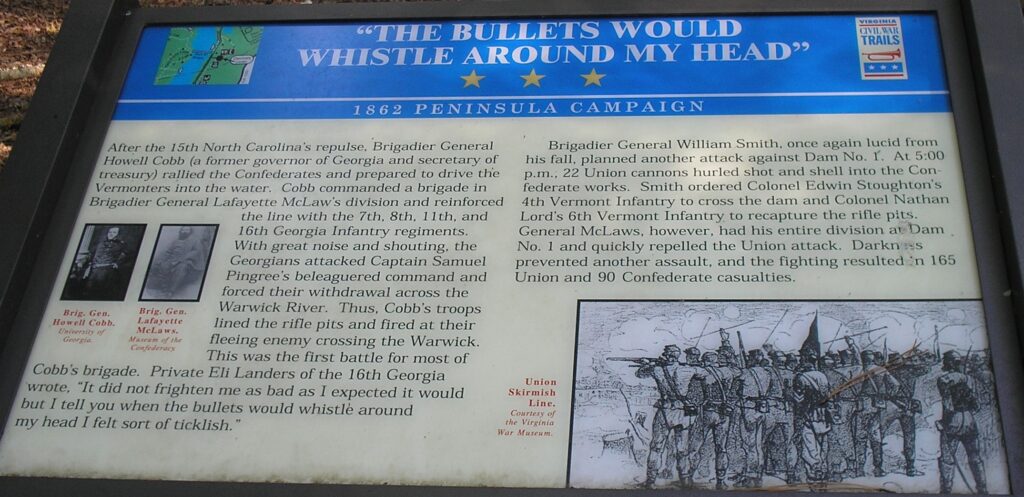 "THE BULLETS WOULD
WHISTLE AROUND MY HEAD"
VIRGINIA
CIVIL WAR
TRAILS
1862 PENINSULA CAMPAIGN
After the 15th North Carolina's repulse, Brigadier General
Howell Cobb (a former governor of Georgia and secretary of
treasury) rallied the Confederates and prepared to drive the
Vermonters into the water. Cobb commanded a brigade in
Brigadier General Lafayette McLaw's division and reinforced
the line with the 7th, 8th, 11th, and
16th Georgia Infantry regiments.
With great noise and shouting, the
Georgians attacked Captain Samuel
Pingree's beleaguered command and
forced their withdrawal across the
Warwick River. Thus, Cobb's troops
lined the rifle pits and fired at their
fleeing enemy crossing the Warwick.
This was the first battle for most of
Cobb's brigade. Private Eli Landers of the 16th Georgia
wrote, "It did not frighten me as bad as I expected it would
but I tell you when the bullets would whistle around
my head I felt sort of ticklish."
Brig. Gen.
Howell Cobb.
University of
Georgia.
Brig. Gen.
Lafayette
McLaws.
Museum of the
Confederacy
Brigadier General William Smith, once again lucid from
his fall, planned another attack against Dam No. 1. At 5:00
p.m., 22 Union cannons hurled shot and shell into the Con-
federate works. Smith ordered Colonel Edwin Stoughton's
4th Vermont Infantry to cross the dam and Colonel Nathan
Lord's 6th Vermont Infantry to recapture the rifle pits.
General McLaws, however, had his entire division at Dam
No. 1 and quickly repelled the Union attack. Darkness
prevented another assault, and the fighting resulted in 165
Union and 90 Confederate casualties.
Union
Skirmish
Line.
Courtesy of
the Virginia
War Museum.